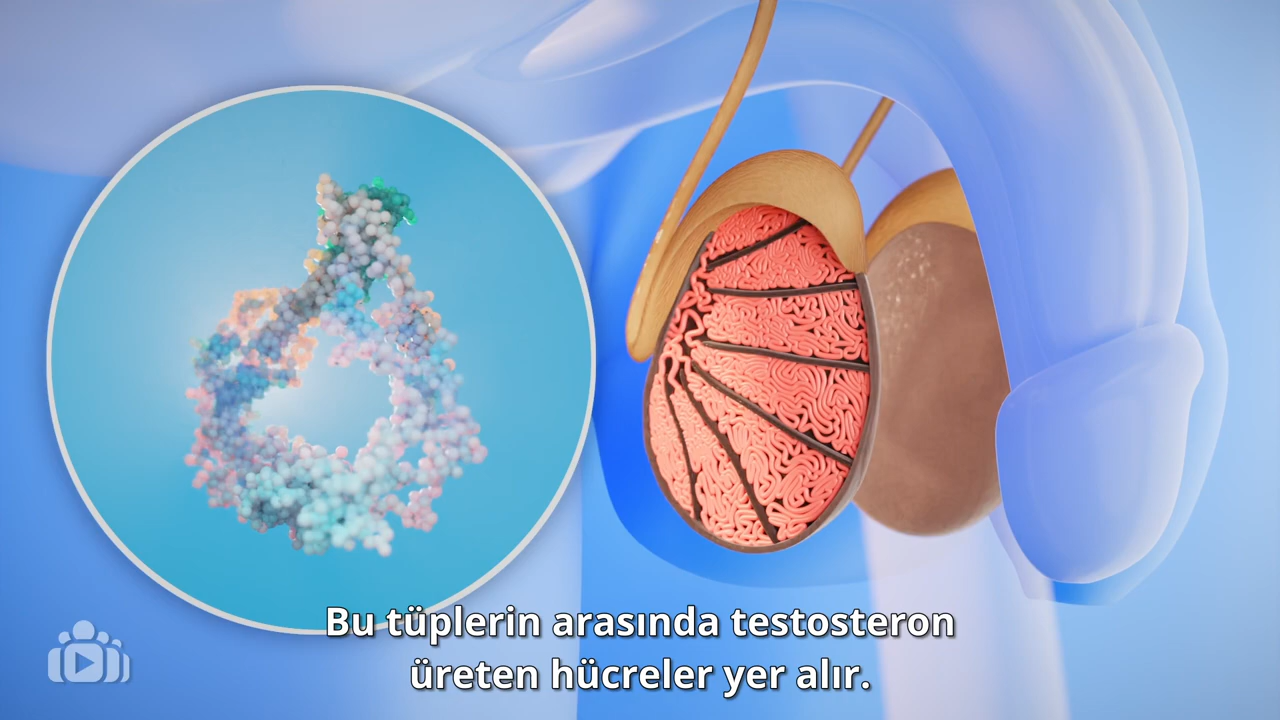 Bu tüplerin arasında testosteron
üreten hücreler yer alır.